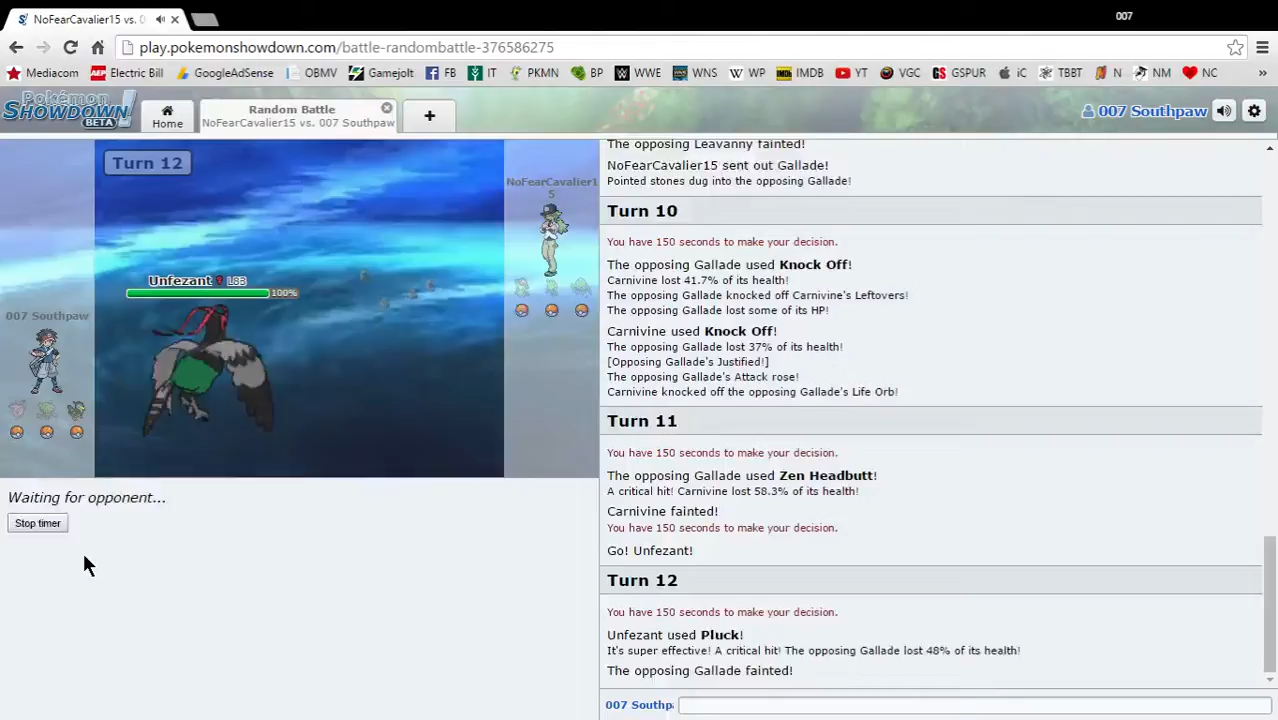 NoFearCavalier15 vs. 0
007
play.pokemonshowdown.com/battle-randombattle-376586275
Mediacom
AEP Electric Bill
GoogleAdSense
OBMV
Gamejolt
FB
IT
PKMN
BP
WWE
WNS
W WP
IMDB IMDB
YT
VGC
GS GSPUR
iC
TBBT
N
NM
NC
»
Pokémon
SHOWDOWN!
BETA
Home
Random Battle
NoFearCavalier15 vs. 007 Southpaw
+
007 Southpaw
Turn 12
NoFearCavalier1
5
Unfezant L83
100%
007 Southpaw
Waiting for opponent...
Stop timer
The opposing Leavanny fainted!
NoFearCavalier15 sent out Gallade!
Pointed stones dug into the opposing Gallade!
Turn 10
You have 150 seconds to make your decision.
The opposing Gallade used Knock Off!
Carnivine lost 41.7% of its health!
The opposing Gallade knocked off Carnivine's Leftovers!
The opposing Gallade lost some of its HP!
Carnivine used Knock Off!
The opposing Gallade lost 37% of its health!
[Opposing Gallade's Justified!]
The opposing Gallade's Attack rose!
Carnivine knocked off the opposing Gallade's Life Orb!
Turn 11
You have 150 seconds to make your decision.
The opposing Gallade used Zen Headbutt!
A critical hit! Carnivine lost 58.3% of its health!
Carnivine fainted!
You have 150 seconds to make your decision.
Go! Unfezant!
Turn 12
You have 150 seconds to make your decision.
Unfezant used Pluck!
It's super effective! A critical hit! The opposing Gallade lost 48% of its health!
The opposing Gallade fainted!
007 Southpa